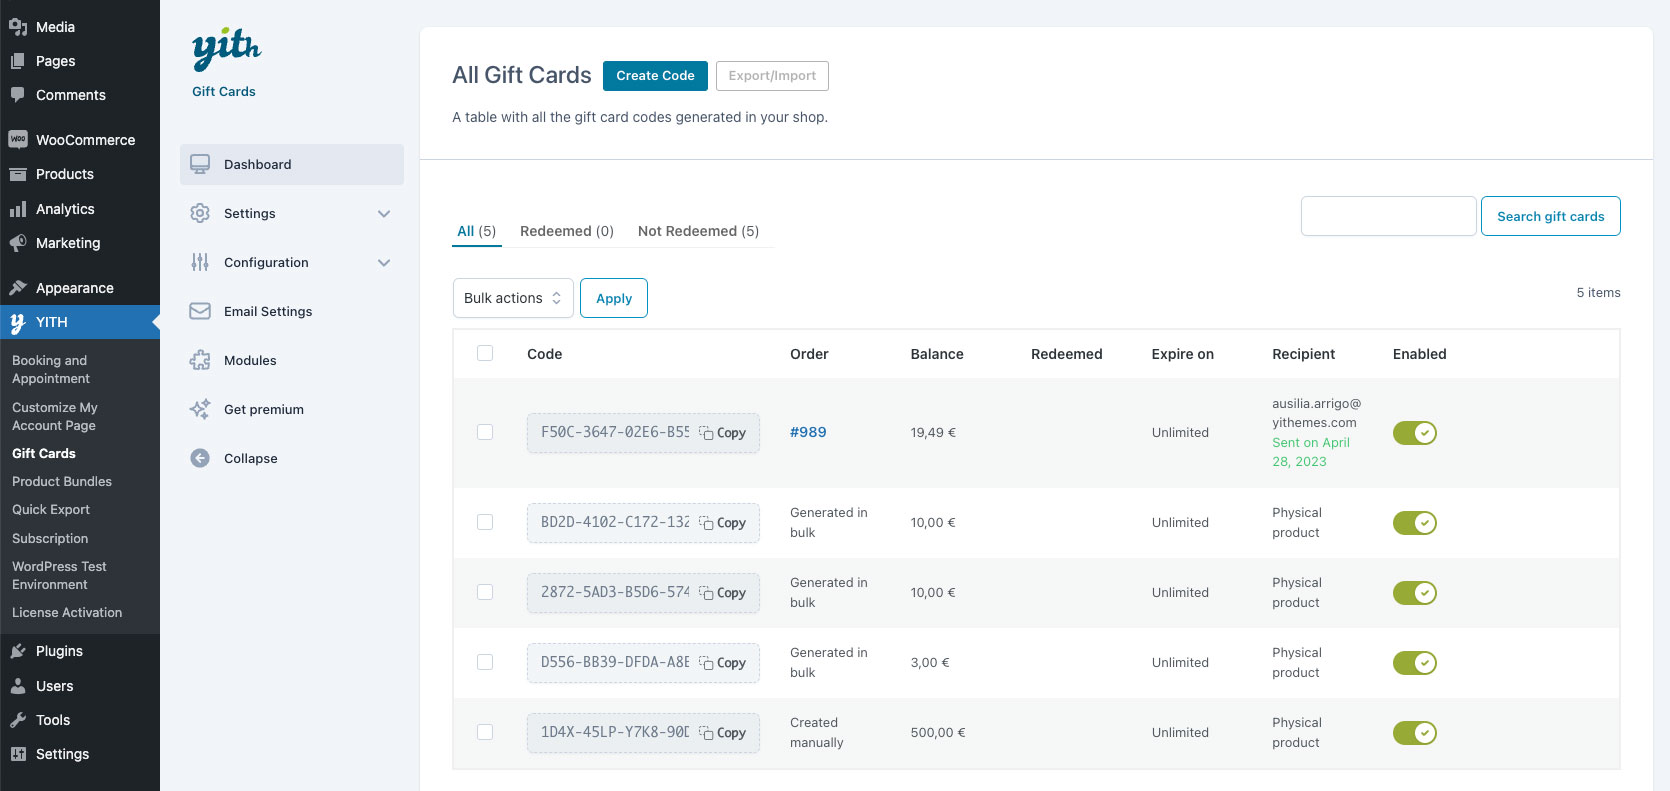 Media
Pages
Comments
WooCommerce
Products
Analytics
Marketing
Appearance
YITH
Booking and
Appointment
Customize My
Account Page
Gift Cards
Product Bundles
Quick Export
Subscription
WordPress Test
Environment
License Activation
Plugins
Users
Tools
Settings
yith
Gift Cards
Dashboard
Settings
Configuration
Email Settings
Modules
Get premium
Collapse
All Gift Cards Create Code Export/Import
A table with all the gift card codes generated in your shop.
Search gift cards
All (5) Redeemed (0) Not Redeemed (5)
Bulk actions Apply
5 items
Code Order Balance Redeemed Expire on Recipient Enabled
F50C-3647-02E6-B55 Copy #989 19,49 € Unlimited
ausilia.arrigo@
yithemes.com
Sent on April
28, 2023
BD2D-4102-C172-132 Copy
Generated in
bulk
10,00 € Unlimited
Physical
product
2872-5AD3-B5D6-574 Copy
Generated in
bulk
10,00 € Unlimited
Physical
product
D556-BB39-DFDA-A8E Copy
Generated in
bulk
3,00 € Unlimited
Physical
product
1D4X-45LP-Y7K8-90D Copy
Created
manually
500,00 € Unlimited
Physical
product